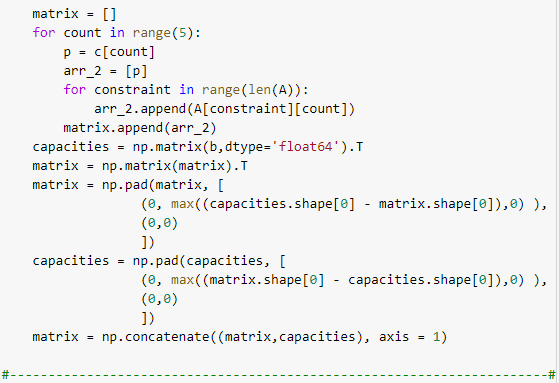 matrix = []
for count in range(5):
    p = c[count]
    arr_2 = [p]
    for constraint in range(len(A)):
        arr_2.append(A[constraint][count])
    matrix.append(arr_2)
capacities = np.matrix(b,dtype='float64').T
matrix = np.matrix(matrix).T
matrix = np.pad(matrix, [
              (0, max((capacities.shape[0] - matrix.shape[0]),0) ),
              (0,0)
              ])
capacities = np.pad(capacities, [
              (0, max((matrix.shape[0] - capacities.shape[0]),0) ),
              (0,0)
              ])
matrix = np.concatenate((matrix,capacities), axis = 1)
#----------------------------------------------------------------------#